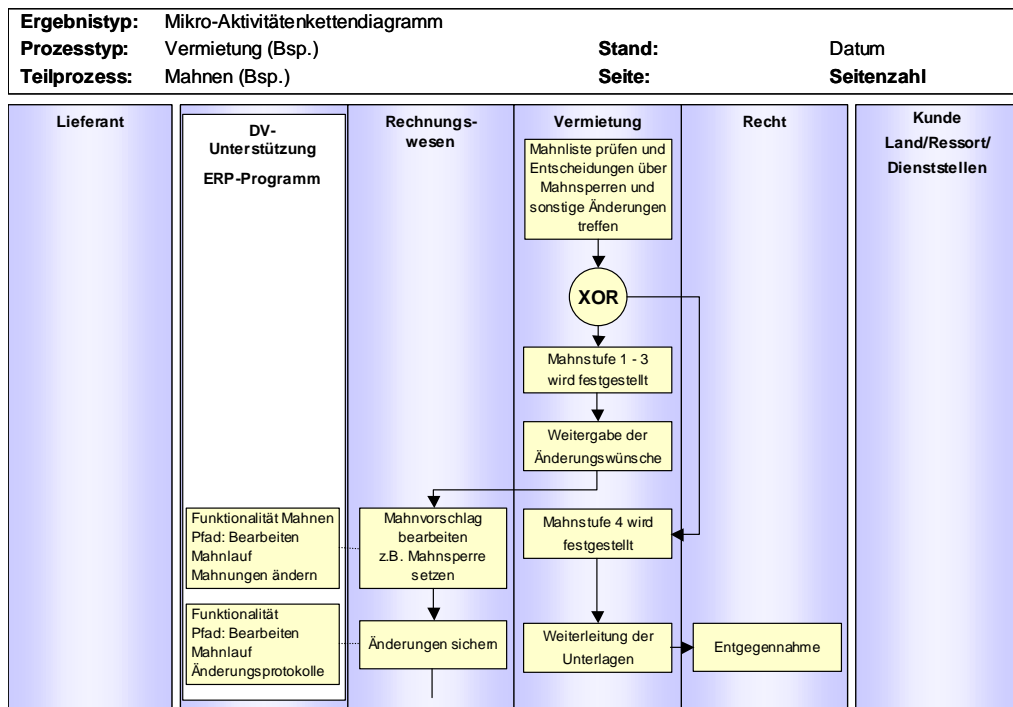 Ergebnistyp: Mikro-Aktivitätenkettendiagramm
Prozesstyp: Vermietung (Bsp.) Stand: Datum
Teilprozess: Mahnen (Bsp.) Seite: Seitenzahl
Lieferant
DV-
Unterstützung
ERP-Programm
Rechnungs-
wesen
Vermietung
Recht
Kunde
Land/Ressort/
Dienststellen
Mahnliste prüfen und
Entscheidungen über
Mahnsperren und
sonstige Änderungen
treffen
XOR
Mahnstufe 1 - 3
wird festgestellt
Weitergabe der
Änderungswünsche
Funktionalität Mahnen
Pfad: Bearbeiten
Mahnlauf
Mahnungen ändern
Mahnvorschlag
bearbeiten
z.B. Mahnsperre
setzen
Mahnstufe 4 wird
festgestellt
Funktionalität
Pfad: Bearbeiten
Mahnlauf
Änderungsprotokolle
Änderungen sichern
Weiterleitung der
Unterlagen
Entgegennahme